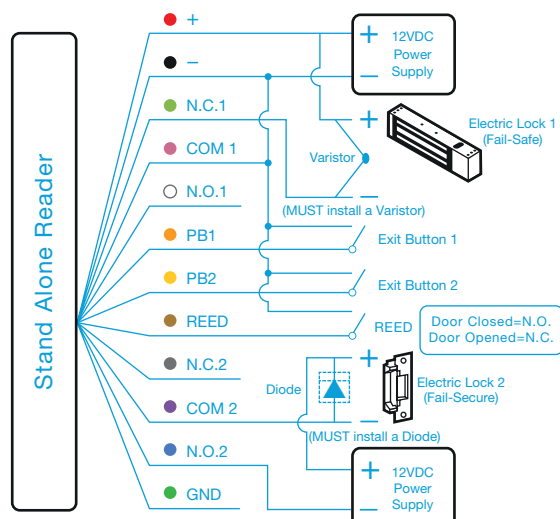 Stand Alone Reader
+
−
N.C.1
COM 1
N.O.1
PB1
PB2
REED
N.C.2
COM 2
N.O.2
GND
+
12VDC
Power
Supply
−
+
Electric Lock 1
(Fail-Safe)
Varistor
−
(MUST install a Varistor)
Exit Button 1
Exit Button 2
REED
Door Closed=N.O.
Door Opened=N.C.
+
Diode
Electric Lock 2
(Fail-Secure)
−
(MUST install a Diode)
+
12VDC
Power
Supply
−